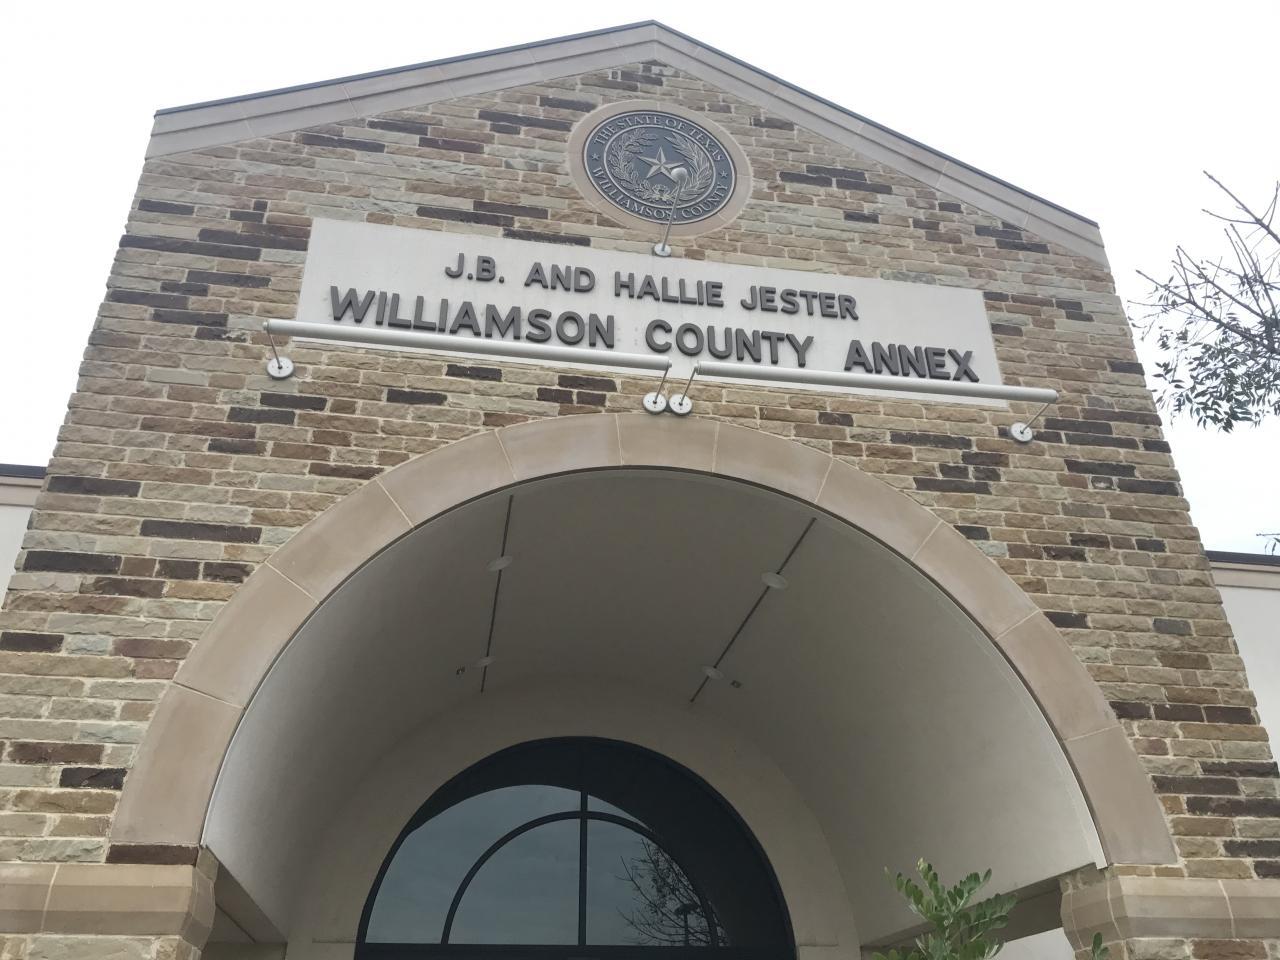 THE STATE OF TEXAS
WILLIAMSON COUNTY
J.B. AND HALLIE JESTER
WILLIAMSON COUNTY ANNEX